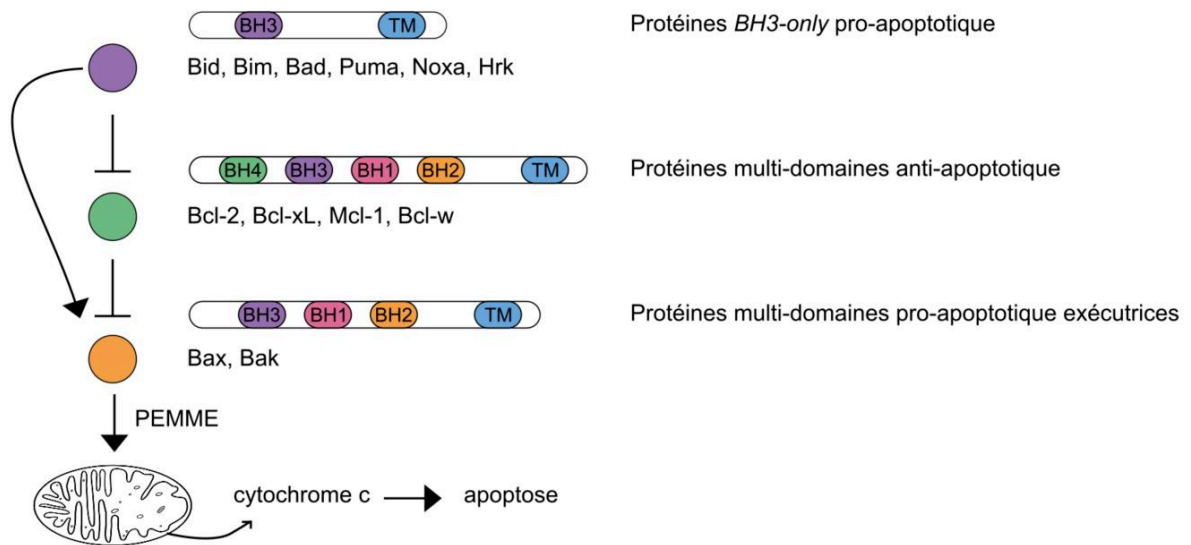 BH3 TM Protéines BH3-only pro-apoptotique
Bid, Bim, Bad, Puma, Noxa, Hrk
BH4 BH3 BH1 BH2 TM Protéines multi-domaines anti-apoptotique
Bcl-2, Bcl-xL, Mcl-1, Bcl-w
BH3 BH1 BH2 TM Protéines multi-domaines pro-apoptotique exécutrices
Bax, Bak
PEMME
cytochrome c apoptose